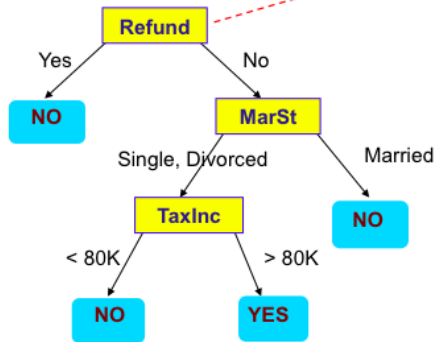 Refund
Yes
No
NO
MarSt
Single, Divorced
Married
TaxInc
NO
< 80K
> 80K
NO
YES